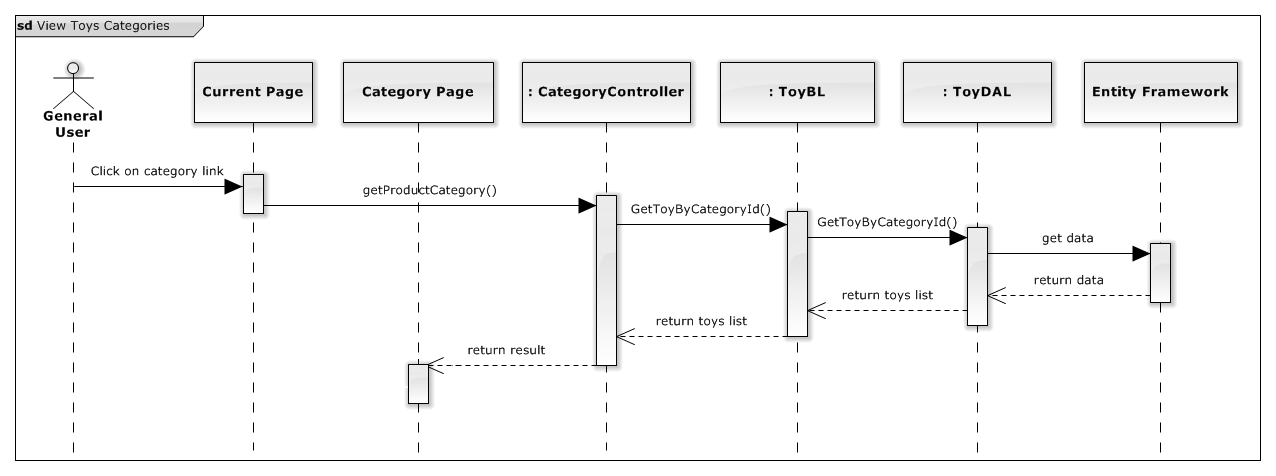 sd View Toys Categories
General
User
Current Page
Category Page
: CategoryController
: ToyBL
: ToyDAL
Entity Framework
Click on category link
getProductCategory()
GetToyByCategoryId()
GetToyByCategoryId()
get data
return data
return toys list
return toys list
return result